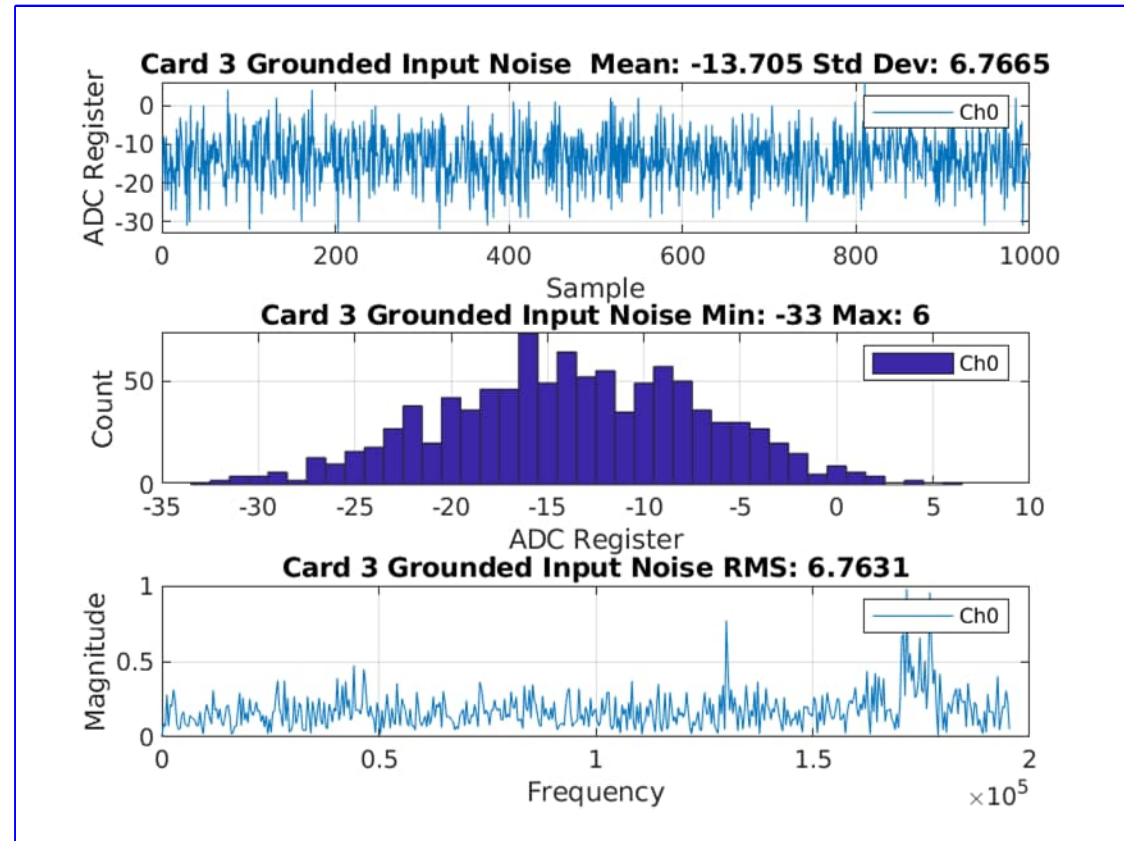 Card 3 Grounded Input Noise  Mean: -13.705 Std Dev: 6.7665
ADC Register
0
-10
-20
-30
Ch0
0 200 400 600 800 1000
Sample
Card 3 Grounded Input Noise Min: -33 Max: 6
Count
50
0
Ch0
-35 -30 -25 -20 -15 -10 -5 0 5 10
ADC Register
Card 3 Grounded Input Noise RMS: 6.7631
Magnitude
1
0.5
0
Ch0
0 0.5 1 1.5 2
Frequency
×10⁵